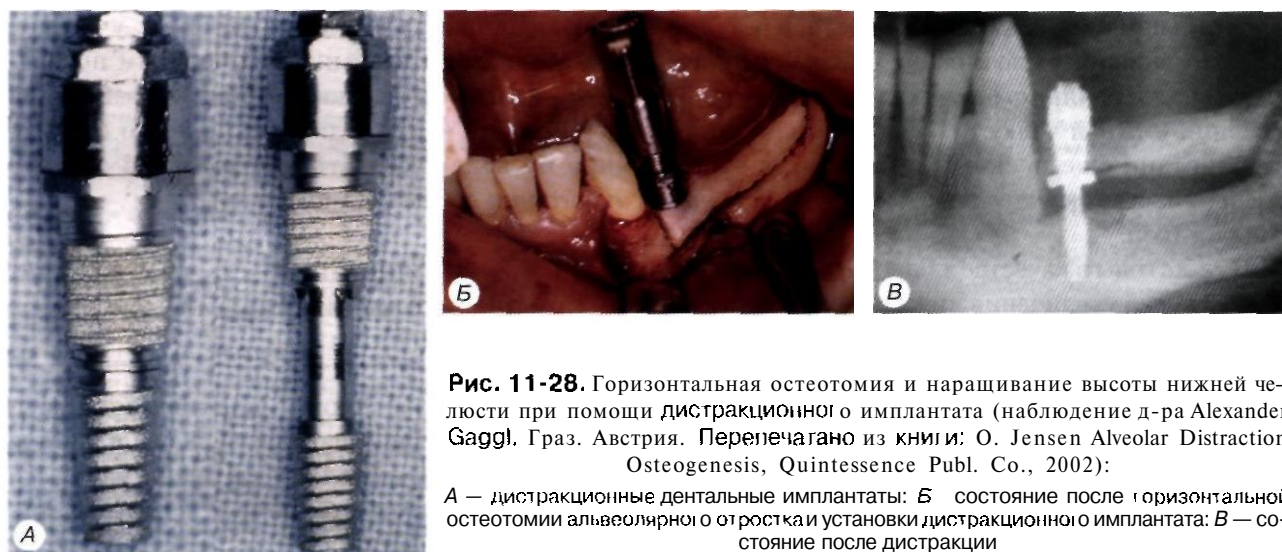 А
Б
В
Рис. 11-28. Горизонтальная остеотомия и наращивание высоты нижней че-
люсти при помощи дистракционного имплантата (наблюдение д-ра Alexander
Gaggl. Граз. Австрия. Перепечатано из книги: O. Jensen Alveolar Distraction
Osteogenesis, Quintessence Publ. Co., 2002):
А — дистракционные дентальные имплантаты: Б состояние после горизонтальной
остеотомии альвеолярного отростка и установки дистракционного имплантата: В — со-
стояние после дистракции